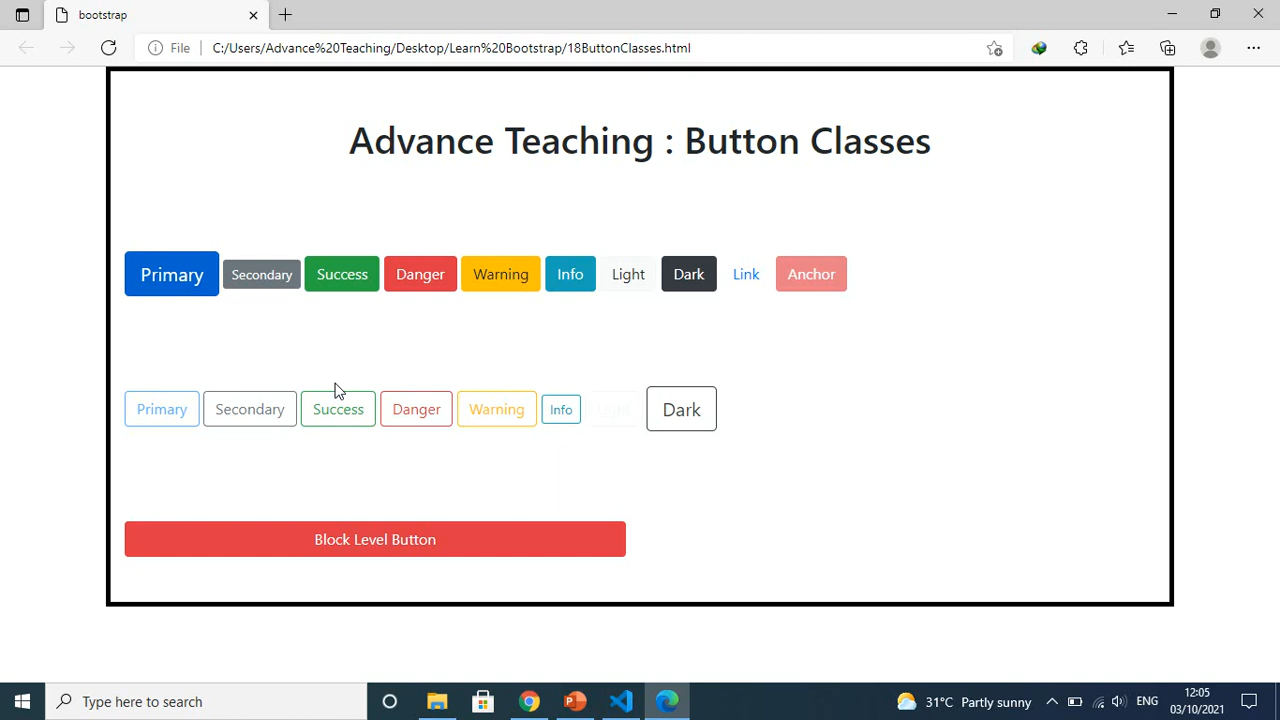 bootstrap
File C:/Users/Advance%20Teaching/Desktop/Learn%20Bootstrap/18ButtonClasses.html
Advance Teaching : Button Classes
Primary Secondary Success Danger Warning Info Light Dark Link Anchor
Primary Secondary Success Danger Warning Info Light Dark
Block Level Button
Type here to search
31°C Partly sunny ENG 12:05
03/10/2021